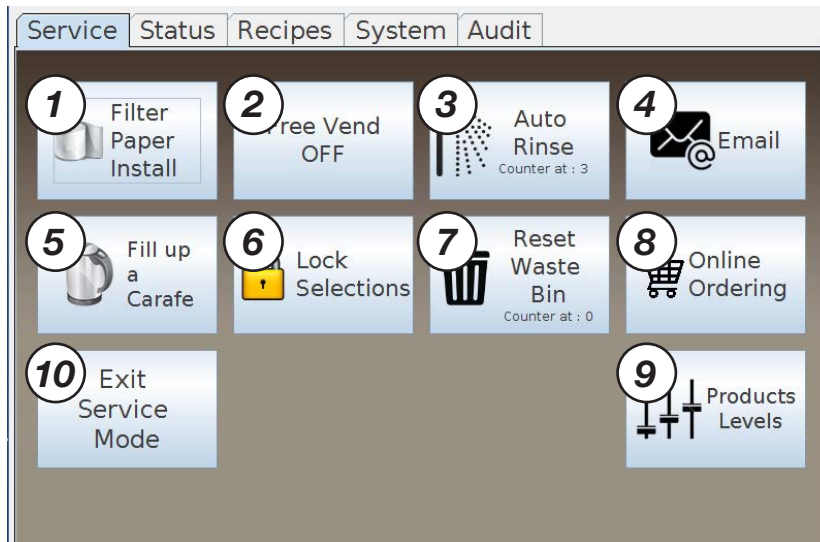 Service Status Recipes System Audit
1
Filter
Paper
Install
2
Free Vend
OFF
3
Auto
Rinse
Counter at : 3
4
Email
5
Fill up
a
Carafe
6
Lock
Selections
7
Reset
Waste
Bin
Counter at : 0
8
Online
Ordering
10
Exit
Service
Mode
9
Products
Levels